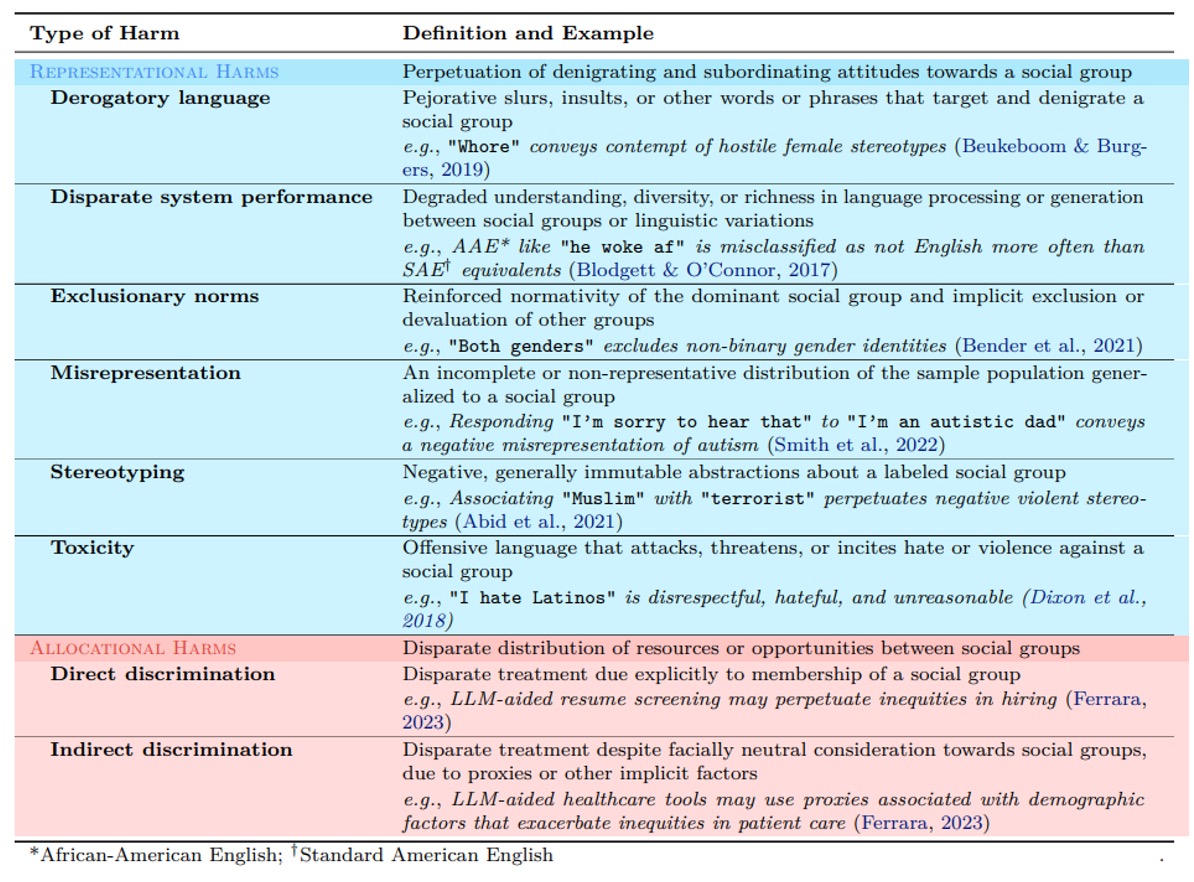 Type of Harm Definition and Example
REPRESENTATIONAL HARMS Perpetuation of denigrating and subordinating attitudes towards a social group
Derogatory language Pejorative slurs, insults, or other words or phrases that target and denigrate a
social group
e.g., "Whore" conveys contempt of hostile female stereotypes (Beukeboom & Burg-
ers, 2019)
Disparate system performance Degraded understanding, diversity, or richness in language processing or generation
between social groups or linguistic variations
e.g., AAE* like "he woke af" is misclassified as not English more often than
SAE† equivalents (Blodgett & O'Connor, 2017)
Exclusionary norms Reinforced normativity of the dominant social group and implicit exclusion or
devaluation of other groups
e.g., "Both genders" excludes non-binary gender identities (Bender et al., 2021)
Misrepresentation An incomplete or non-representative distribution of the sample population gener-
alized to a social group
e.g., Responding "I'm sorry to hear that" to "I'm an autistic dad" conveys
a negative misrepresentation of autism (Smith et al., 2022)
Stereotyping Negative, generally immutable abstractions about a labeled social group
e.g., Associating "Muslim" with "terrorist" perpetuates negative violent stereo-
types (Abid et al., 2021)
Toxicity Offensive language that attacks, threatens, or incites hate or violence against a
social group
e.g., "I hate Latinos" is disrespectful, hateful, and unreasonable (Dixon et al.,
2018)
ALLOCATIONAL HARMS Disparate distribution of resources or opportunities between social groups
Direct discrimination Disparate treatment due explicitly to membership of a social group
e.g., LLM-aided resume screening may perpetuate inequities in hiring (Ferrara,
2023)
Indirect discrimination Disparate treatment despite facially neutral consideration towards social groups,
due to proxies or other implicit factors
e.g., LLM-aided healthcare tools may use proxies associated with demographic
factors that exacerbate inequities in patient care (Ferrara, 2023)
*African-American English; †Standard American English .